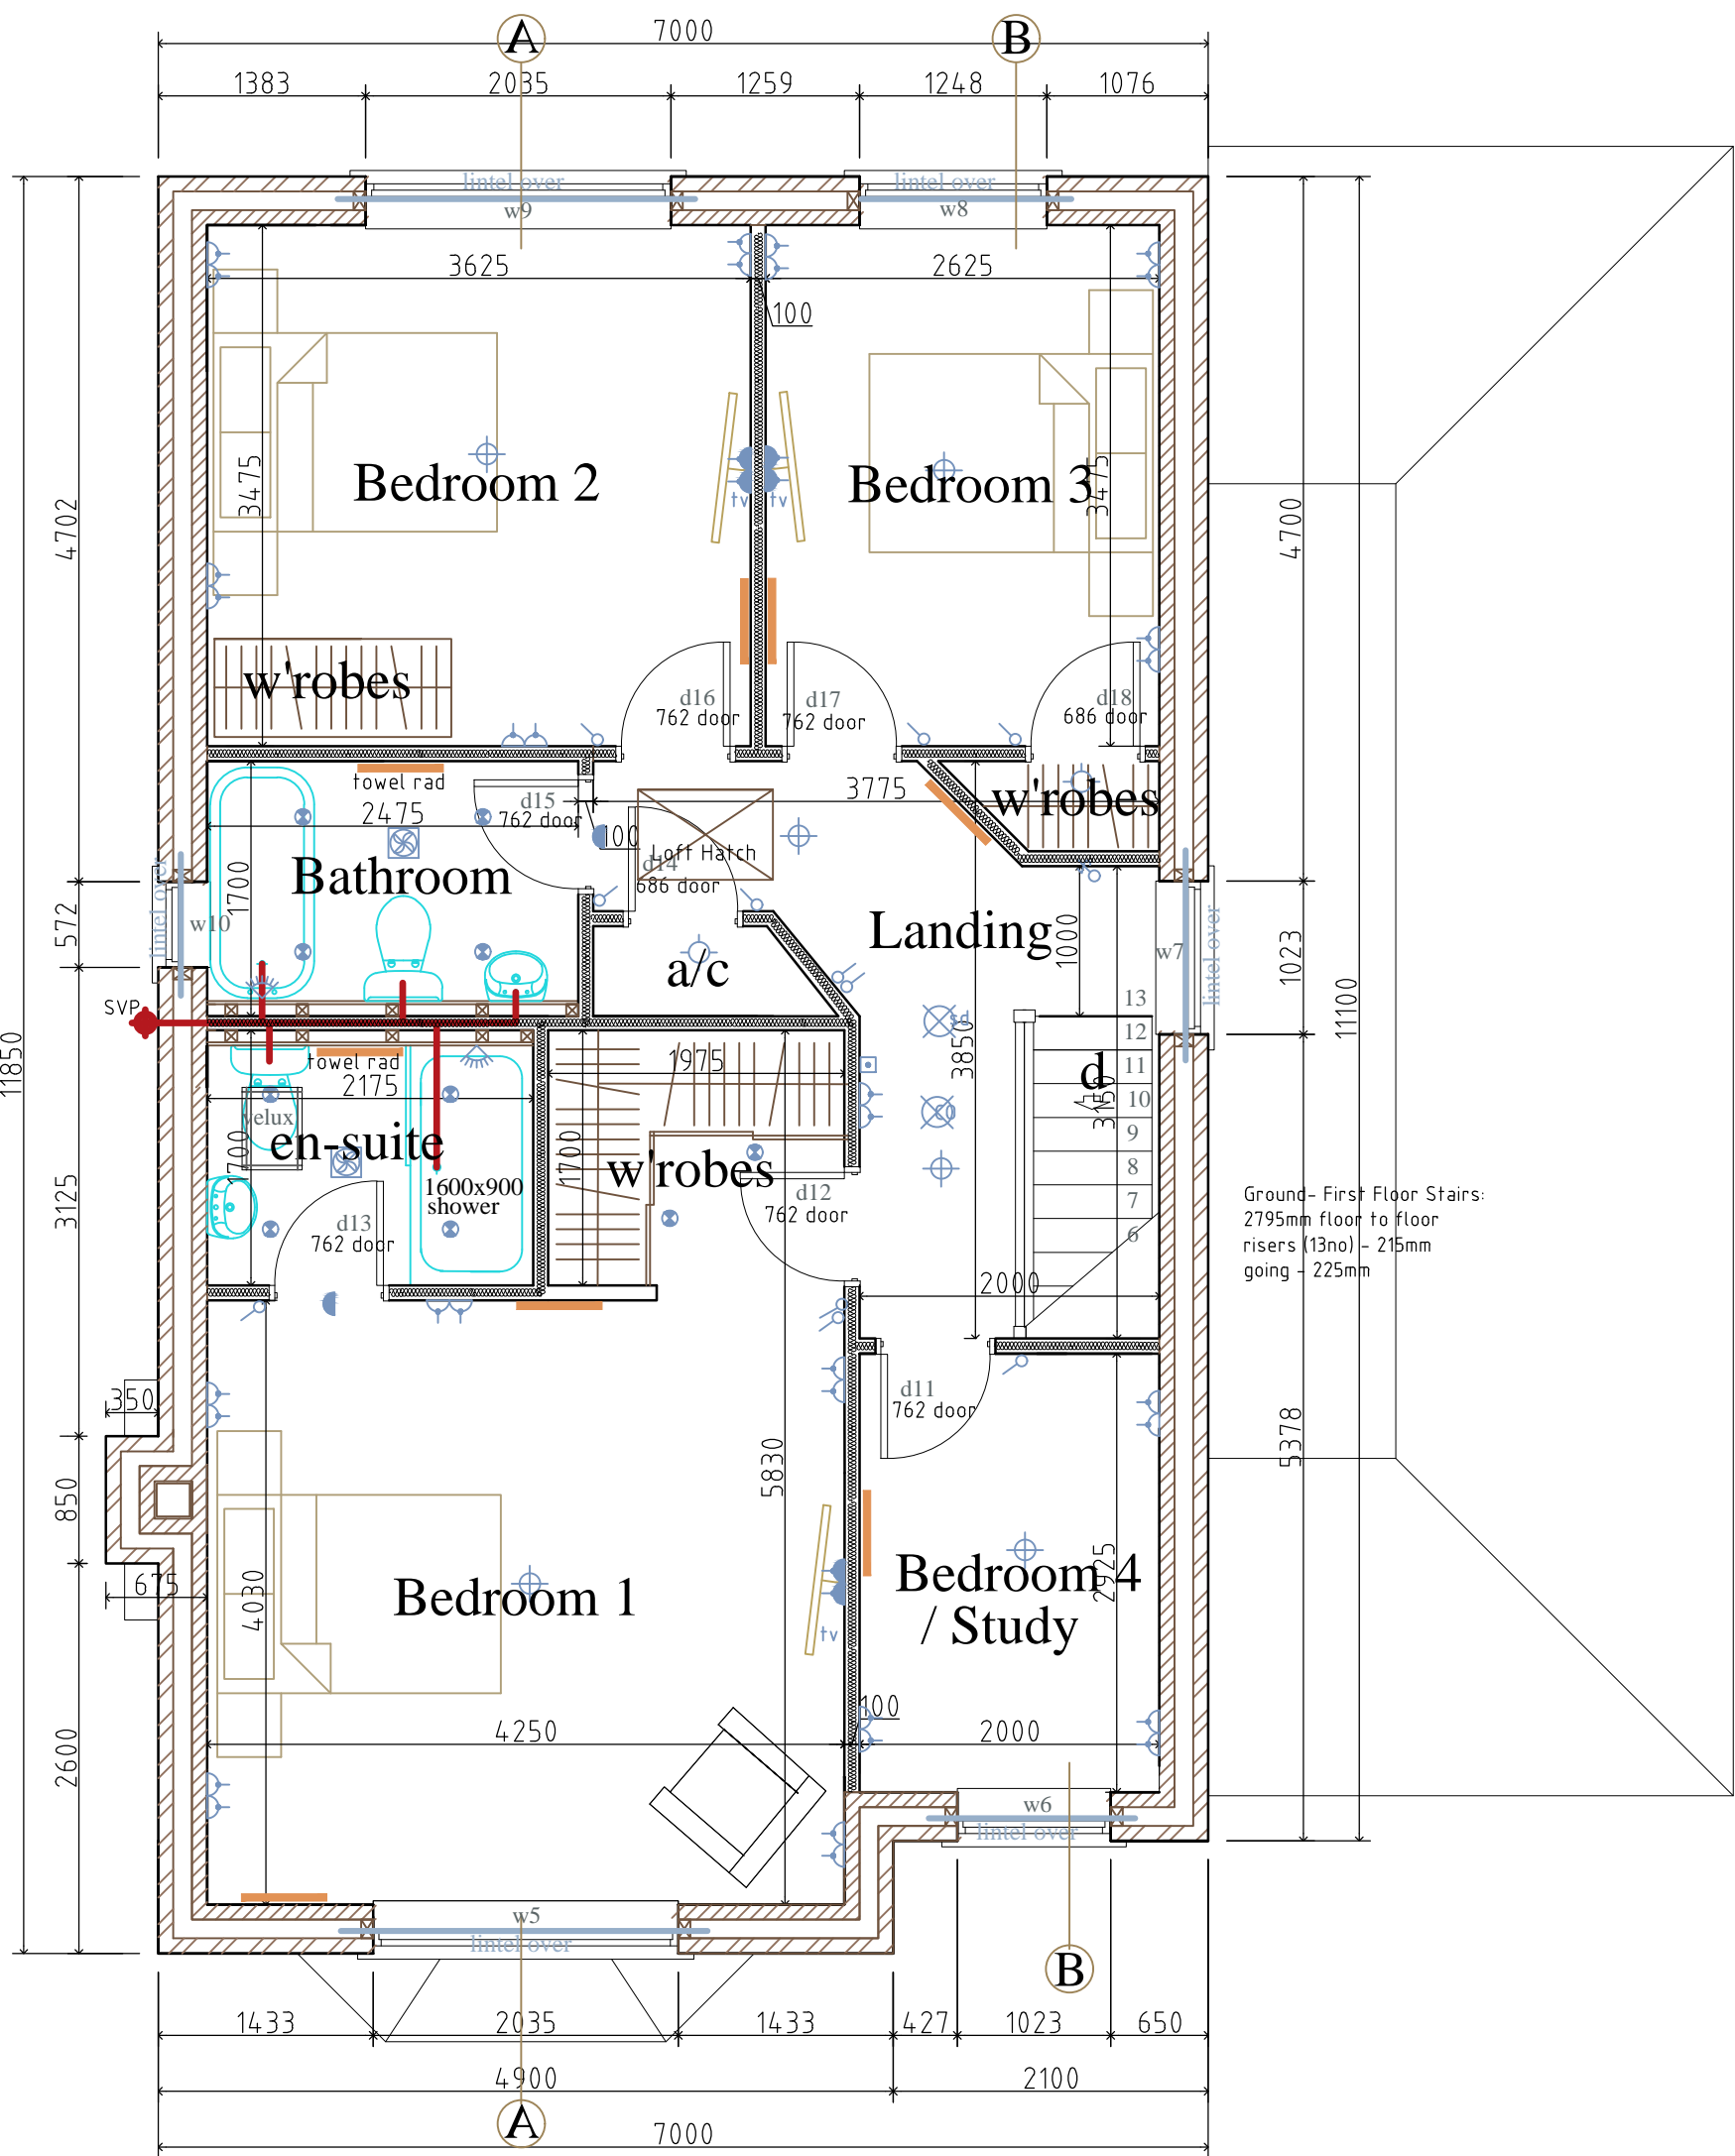 A
B
7000
1383
2035
1259
1248
1076
lintel over
w9
lintel over
w8
3625
2625
100
4702
3475
Bedroom 2
tv
tv
Bedroom 3
3475
4700
w'robes
d16
762 door
d17
762 door
d18
686 door
towel rad
2475
d15
762 door
100
3775
w'robes
Loft Hatch
d14
686 door
Bathroom
1700
572
lintel over
w10
a/c
Landing
1000
w7
lintel over
1023
11100
SVP
sd
13
12
11
10
9
8
7
6
d
3850
3150
11850
towel rad
2175
1975
velux
en-suite
1700
1700
w'robes
CO
1600x900
shower
d13
762 door
d12
762 door
3125
Ground- First Floor Stairs:
2795mm floor to floor
risers (13no) - 215mm
going - 225mm
2000
350
d11
762 door
850
5830
5378
675
4030
Bedroom 1
tv
Bedroom 4
/ Study
2925
100
4250
2000
2600
w6
lintel over
w5
lintel over
B
1433
2035
1433
427
1023
650
4900
2100
A
7000